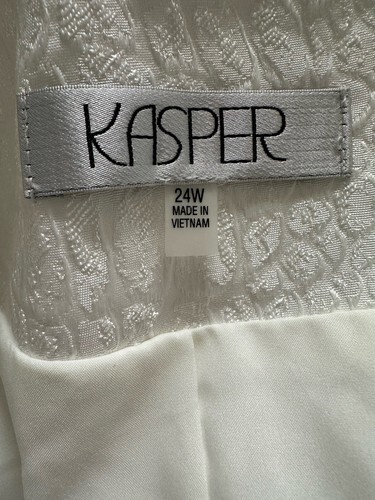 KASPER
24W
MADE IN
VIETNAM